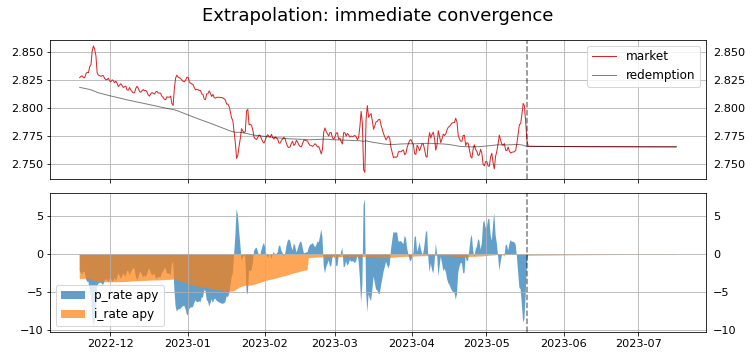 Extrapolation: immediate convergence
2.850 2.850
2.825 2.825
2.800 2.800
2.775 2.775
2.750 2.750
market
redemption
5 5
0 0
−5 −5
−10 −10
p_rate apy
i_rate apy
2022-12 2023-01 2023-02 2023-03 2023-04 2023-05 2023-06 2023-07